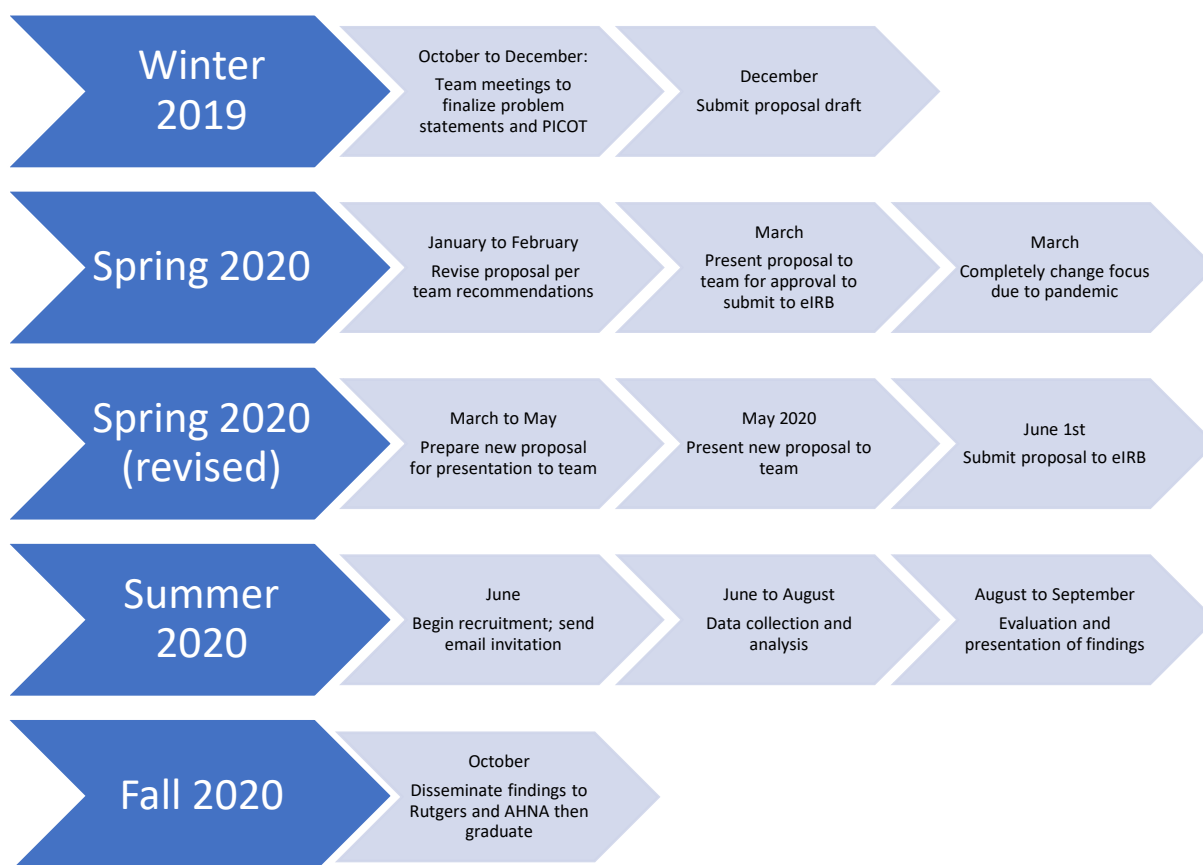 Winter
2019
October to December:
Team meetings to
finalize problem
statements and PICOT
December
Submit proposal draft
Spring 2020
January to February
Revise proposal per
team recommendations
March
Present proposal to
team for approval to
submit to eIRB
March
Completely change focus
due to pandemic
Spring 2020
(revised)
March to May
Prepare new proposal
for presentation to team
May 2020
Present new proposal to
team
June 1st
Submit proposal to eIRB
Summer
2020
June
Begin recruitment; send
email invitation
June to August
Data collection and
analysis
August to September
Evaluation and
presentation of findings
Fall 2020
October
Disseminate findings to
Rutgers and AHNA then
graduate